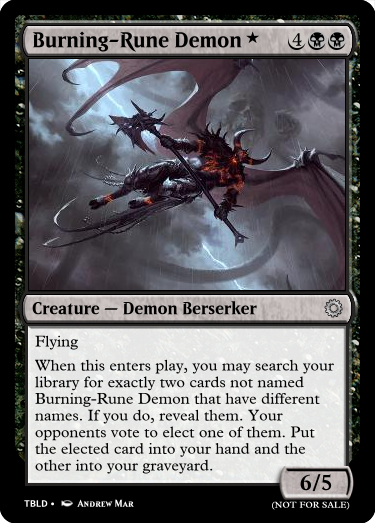 Burning-Rune Demon ★ 4
Creature — Demon Berserker
Flying
When this enters play, you may search your
library for exactly two cards not named
Burning-Rune Demon that have different
names. If you do, reveal them. Your
opponents vote to elect one of them. Put
the elected card into your hand and the
other into your graveyard.
6/5
TBLD • Andrew Mar
(NOT FOR SALE)